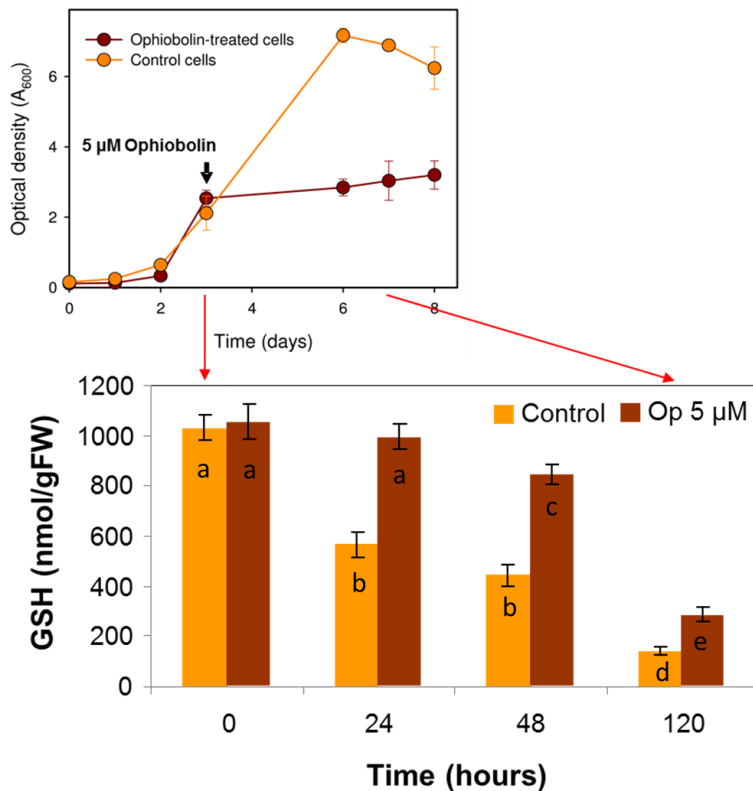 Ophiobolin-treated cells
Control cells
5 µM Ophiobolin
Optical density (A600)
6
4
2
0
0 2 4 6 8
Time (days)
Control Op 5 µM
GSH (nmol/gFW)
1200
1000
800
600
400
200
0
a a b a b c d e
0 24 48 120
Time (hours)